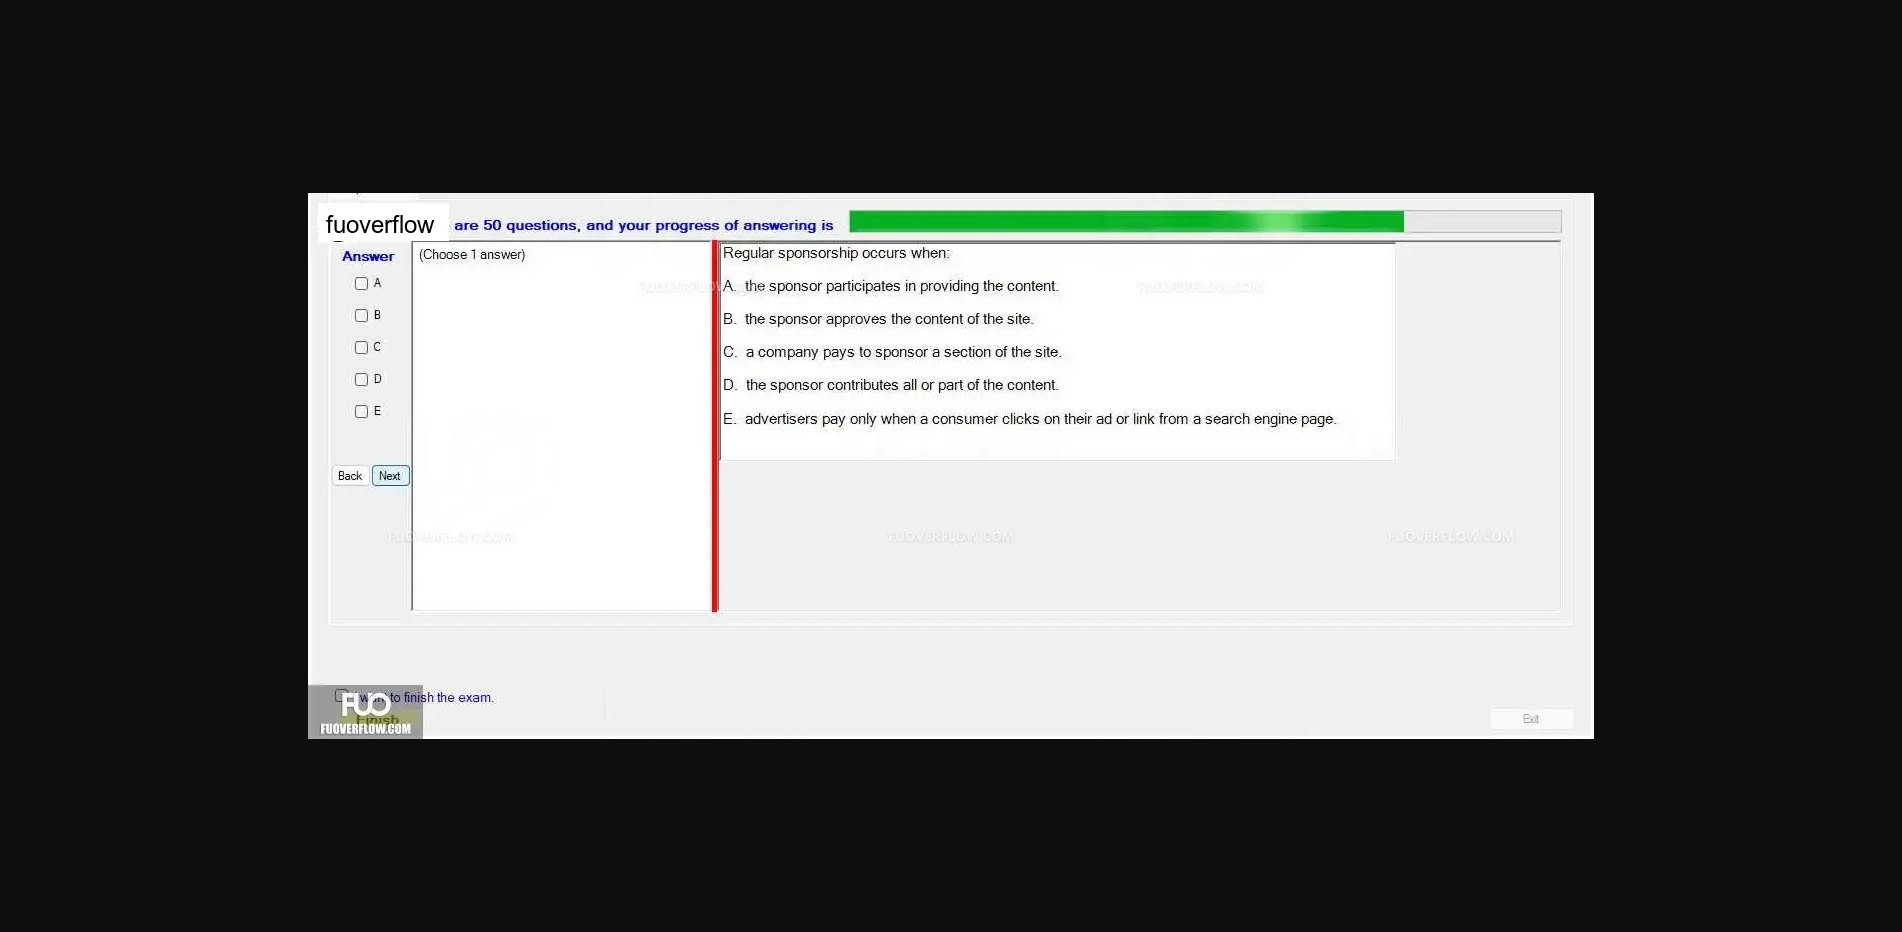 fuoverflow
are 50 questions, and your progress of answering is
Answer
(Choose 1 answer)
A
B
C
D
E
Back
Next
Regular sponsorship occurs when:
A. the sponsor participates in providing the content.
B. the sponsor approves the content of the site.
C. a company pays to sponsor a section of the site.
D. the sponsor contributes all or part of the content.
E. advertisers pay only when a consumer clicks on their ad or link from a search engine page.
FUOVERFLOW.COM
FUOVERFLOW.COM
FUOVERFLOW.COM
FUOVERFLOW.COM
FUOVERFLOW.COM
want to finish the exam.
Finish
FUO
FUOVERFLOW.COM
Exit